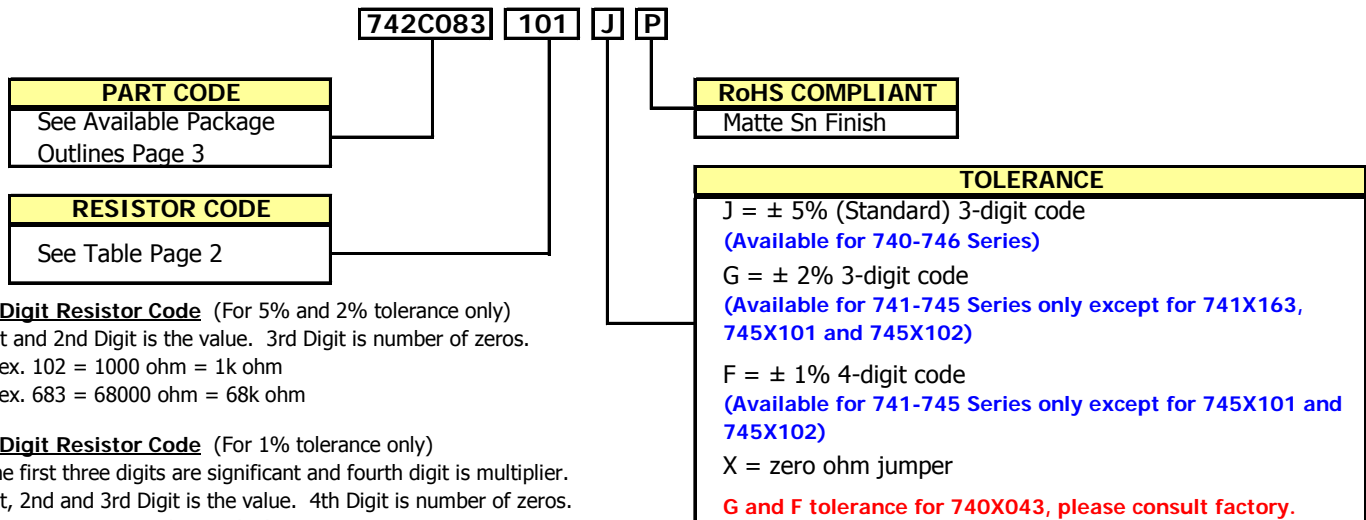 742C083 101 J P
PART CODE
See Available Package
Outlines Page 3
RESISTOR CODE
See Table Page 2
Digit Resistor Code (For 5% and 2% tolerance only)
t and 2nd Digit is the value. 3rd Digit is number of zeros.
ex. 102 = 1000 ohm = 1k ohm
ex. 683 = 68000 ohm = 68k ohm
Digit Resistor Code (For 1% tolerance only)
ne first three digits are significant and fourth digit is multiplier.
t, 2nd and 3rd Digit is the value. 4th Digit is number of zeros.
RoHS COMPLIANT
Matte Sn Finish
TOLERANCE
J = ± 5% (Standard) 3-digit code
(Available for 740-746 Series)
G = ± 2% 3-digit code
(Available for 741-745 Series only except for 741X163,
745X101 and 745X102)
F = ± 1% 4-digit code
(Available for 741-745 Series only except for 745X101 and
745X102)
X = zero ohm jumper
G and F tolerance for 740X043, please consult factory.